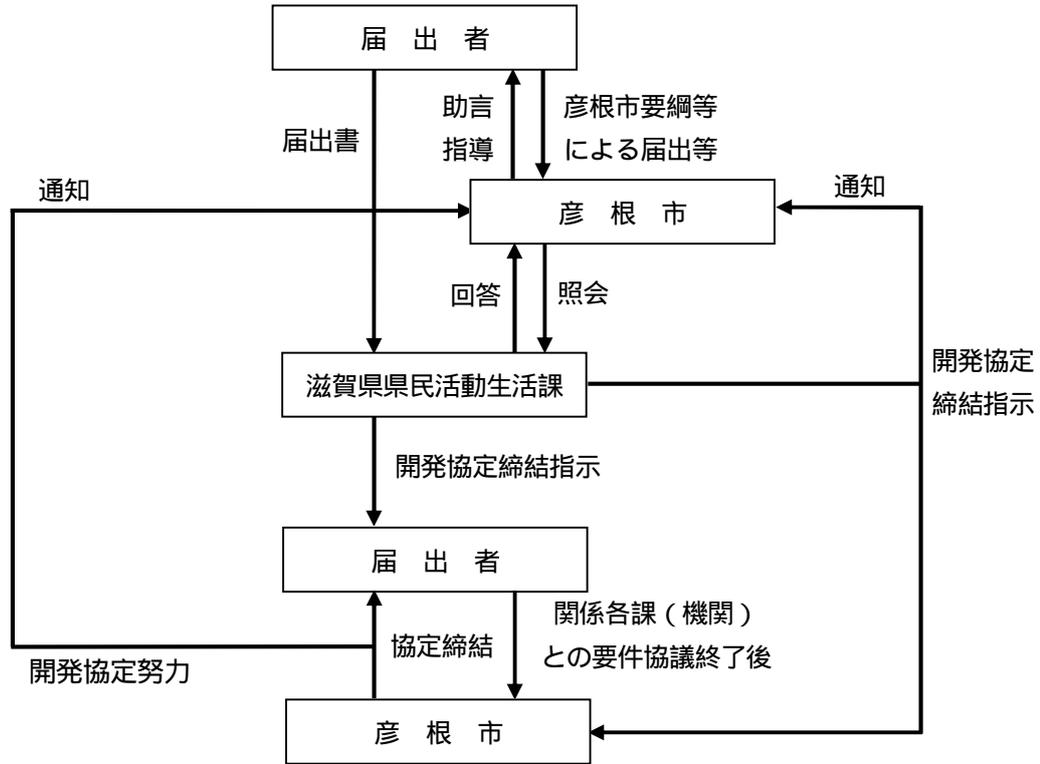 届 出 者
届出書
助言
指導
彦根市要綱等
による届出等
通知
彦 根 市
通知
回答
照会
滋賀県県民活動生活課
開発協定
締結指示
開発協定締結指示
届 出 者
協定締結
関係各課（機関）
との要件協議終了後
開発協定努力
彦 根 市